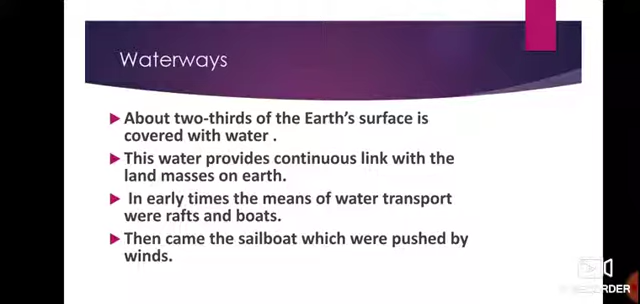 Waterways
About two-thirds of the Earth's surface is
covered with water .
This water provides continuous link with the
land masses on earth.
In early times the means of water transport
were rafts and boats.
Then came the sailboat which were pushed by
winds.
RECORDER